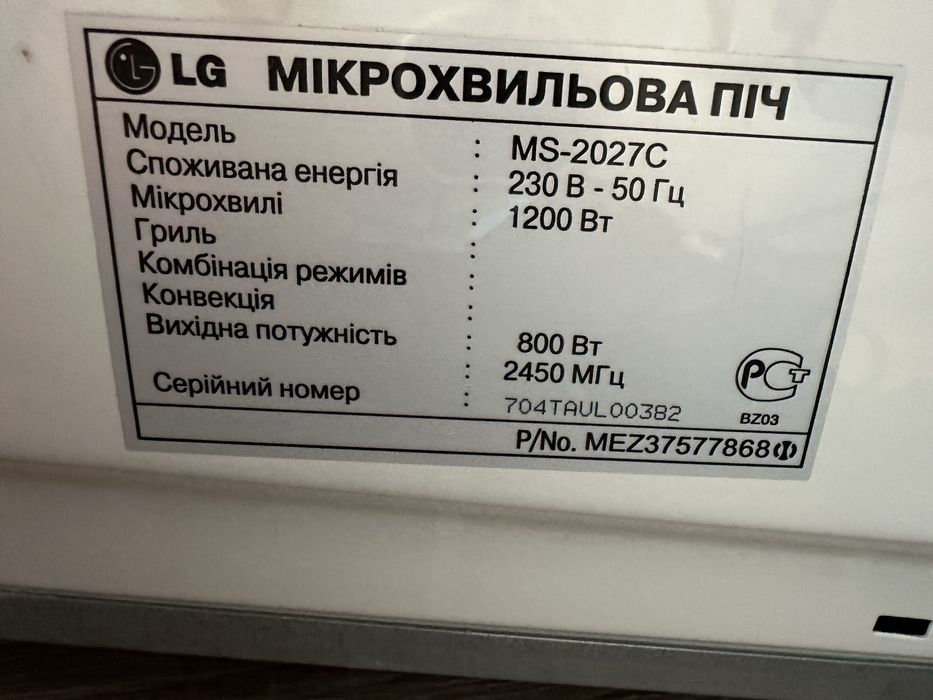 LG МІКРОХВИЛЬОВА ПІЧ
Модель : MS-2027C
Споживана енергія : 230 В - 50 Гц
Мікрохвилі : 1200 Вт
Гриль :
Комбінація режимів :
Конвекція :
Вихідна потужність : 800 Вт
: 2450 МГц
Серійний номер : 704TAUL00382
РСТ
BZ03
P/No. MEZ37577868